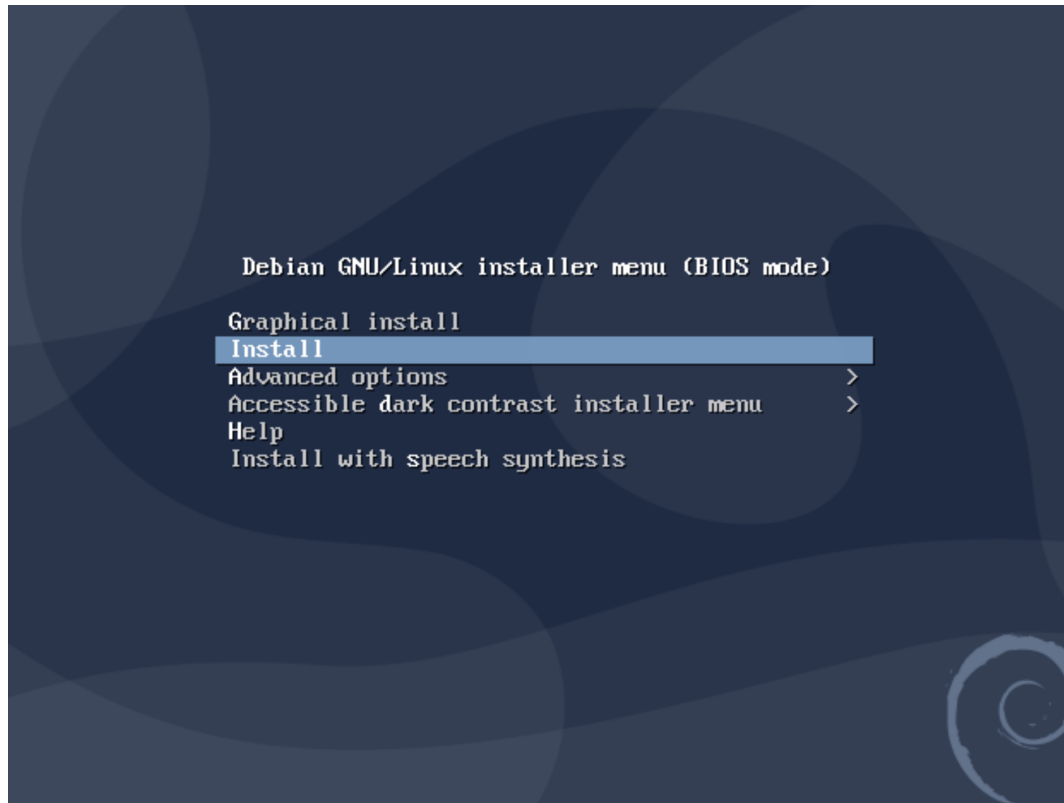 Debian GNU/Linux installer menu (BIOS mode)
Graphical install
Install
Advanced options >
Accessible dark contrast installer menu >
Help
Install with speech synthesis